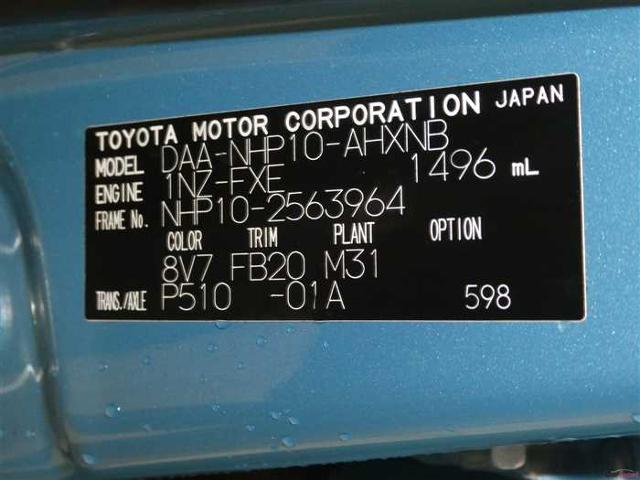 TOYOTA MOTOR CORPORATION JAPAN
MODEL DAA-NHP10-AHXNB
ENGINE 1NZ-FXE 1496 mL
FRAME No. NHP10-2563964
COLOR TRIM PLANT OPTION
8V7 FB20 M31
TRANS./AXLE P510 -01A 598